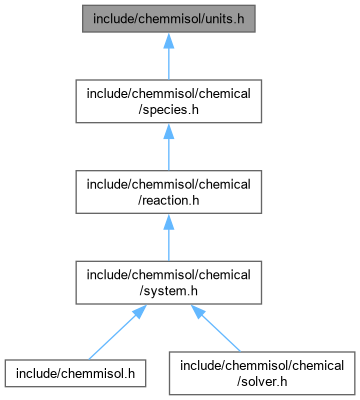 include/chemmisol/units.h
include/chemmisol/chemical
/species.h
include/chemmisol/chemical
/reaction.h
include/chemmisol/chemical
/system.h
include/chemmisol.h
include/chemmisol/chemical
/solver.h